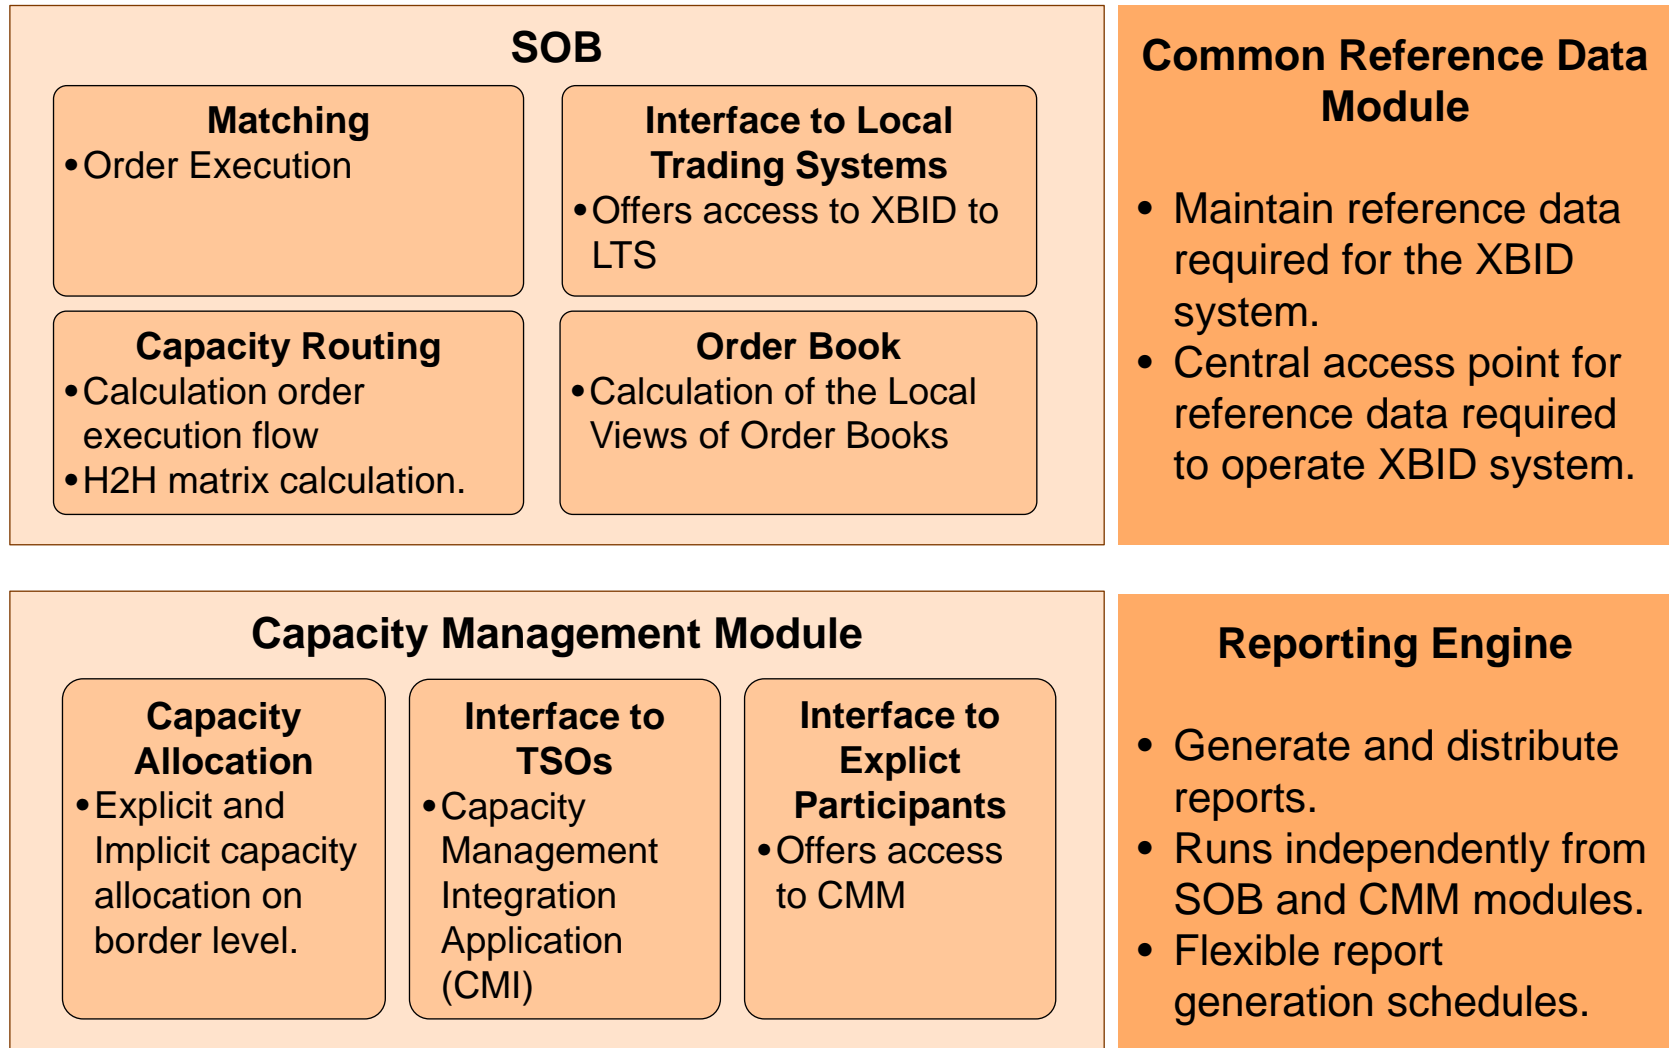 SOB
Matching
•Order Execution
Interface to Local
Trading Systems
•Offers access to XBID to
LTS
Capacity Routing
•Calculation order
execution flow
•H2H matrix calculation.
Order Book
•Calculation of the Local
Views of Order Books
Common Reference Data
Module
• Maintain reference data
required for the XBID
system.
• Central access point for
reference data required
to operate XBID system.
Capacity Management Module
Capacity
Allocation
•Explicit and
Implicit capacity
allocation on
border level.
Interface to
TSOs
•Capacity
Management
Integration
Application
(CMI)
Interface to
Explict
Participants
•Offers access
to CMM
Reporting Engine
• Generate and distribute
reports.
• Runs independently from
SOB and CMM modules.
• Flexible report
generation schedules.